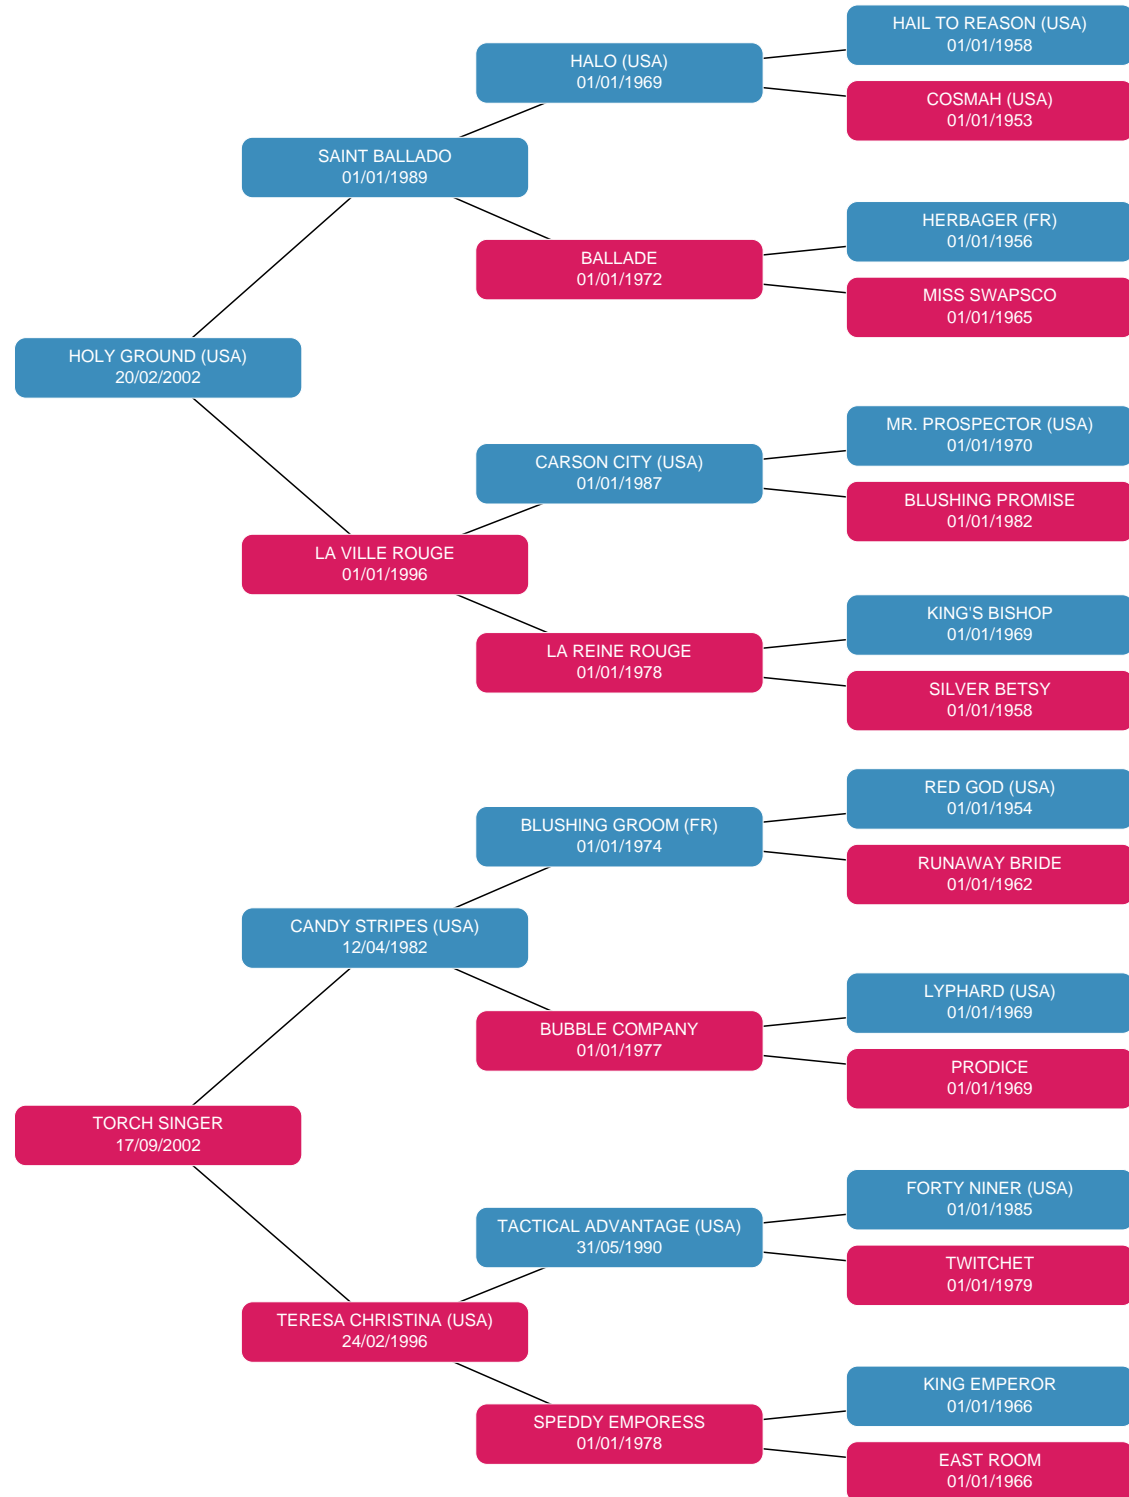 HAIL TO REASON (USA)
01/01/1958
HALO (USA)
01/01/1969
COSMAH (USA)
01/01/1953
SAINT BALLADO
01/01/1989
HERBAGER (FR)
01/01/1956
BALLADE
01/01/1972
MISS SWAPSCO
01/01/1965
HOLY GROUND (USA)
20/02/2002
MR. PROSPECTOR (USA)
01/01/1970
CARSON CITY (USA)
01/01/1987
BLUSHING PROMISE
01/01/1982
LA VILLE ROUGE
01/01/1996
KING'S BISHOP
01/01/1969
LA REINE ROUGE
01/01/1978
SILVER BETSY
01/01/1958
RED GOD (USA)
01/01/1954
BLUSHING GROOM (FR)
01/01/1974
RUNAWAY BRIDE
01/01/1962
CANDY STRIPES (USA)
12/04/1982
LYPHARD (USA)
01/01/1969
BUBBLE COMPANY
01/01/1977
PRODICE
01/01/1969
TORCH SINGER
17/09/2002
FORTY NINER (USA)
01/01/1985
TACTICAL ADVANTAGE (USA)
31/05/1990
TWITCHET
01/01/1979
TERESA CHRISTINA (USA)
24/02/1996
KING EMPEROR
01/01/1966
SPEDDY EMPORESS
01/01/1978
EAST ROOM
01/01/1966